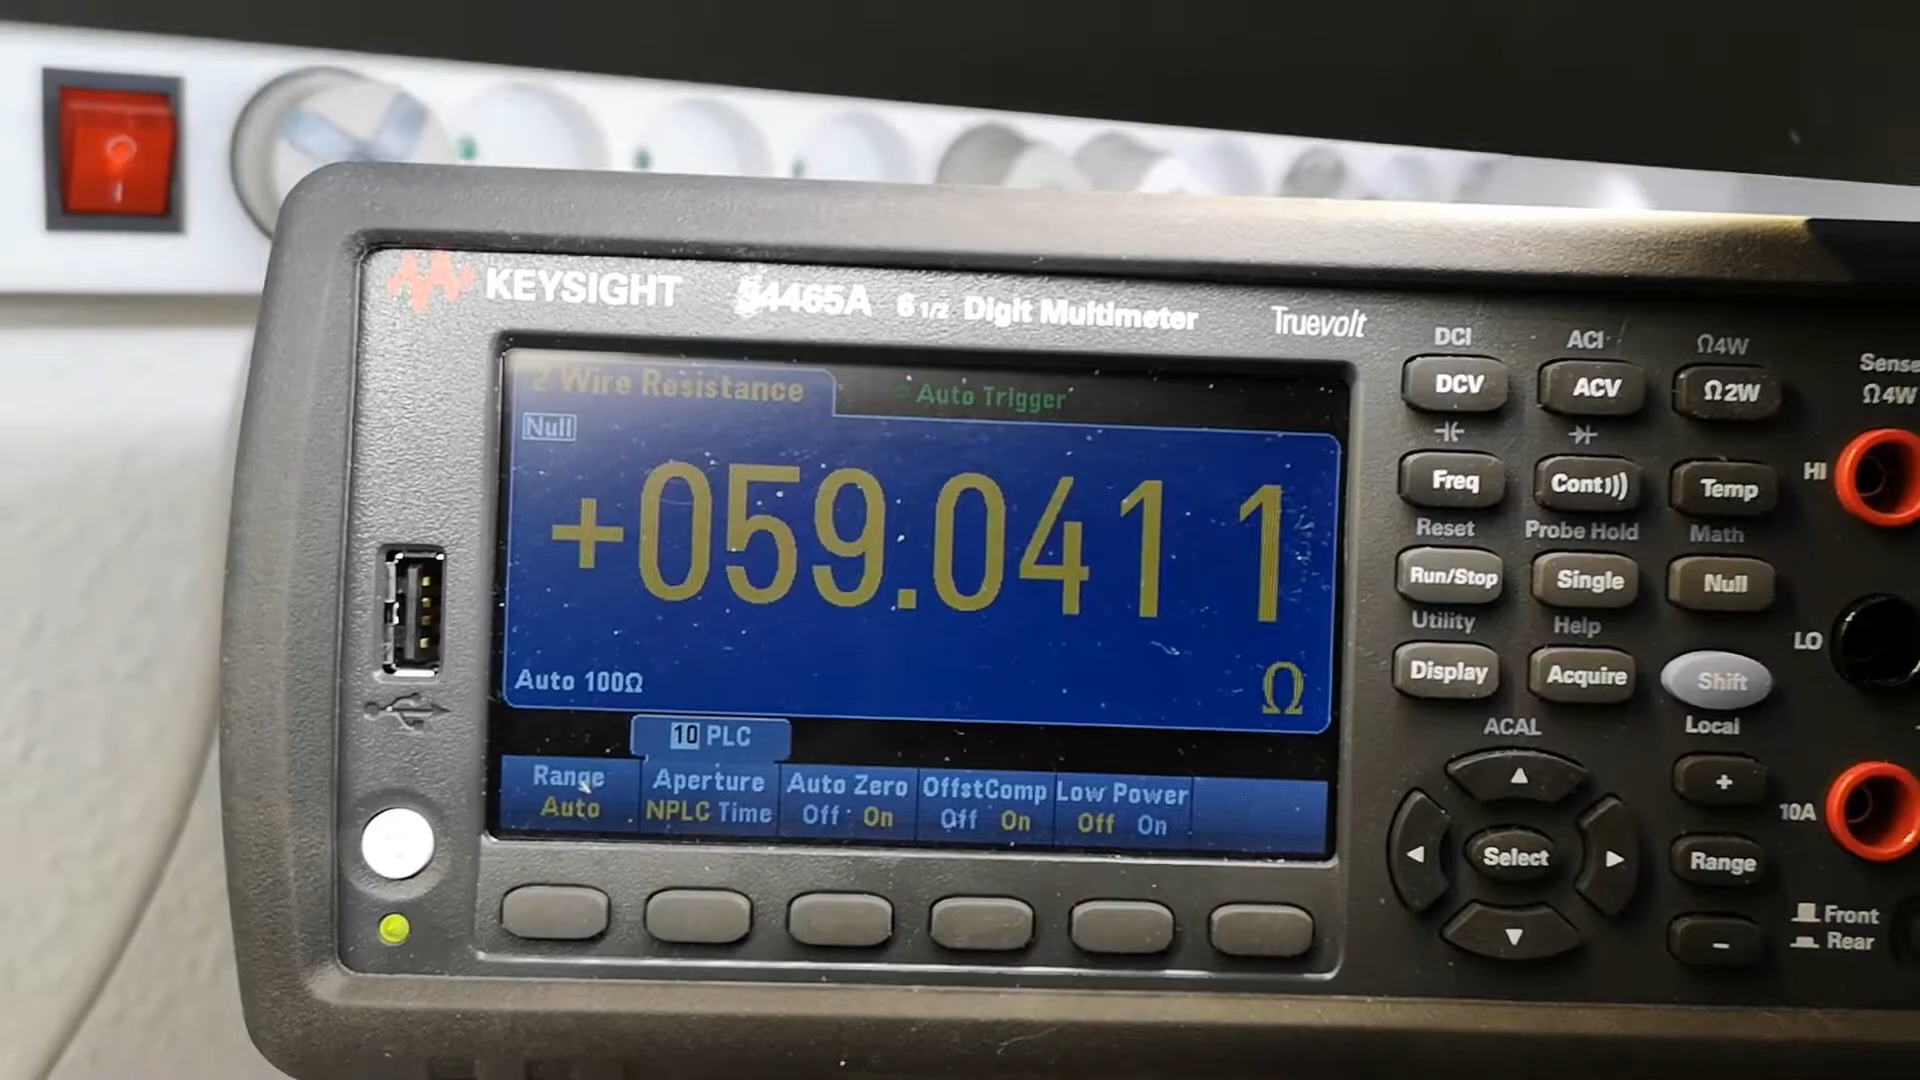 KEYSIGHT 34465A 6 1/2 Digit Multimeter Truevolt
2 Wire Resistance
Auto Trigger
Null
+059.041 1
Auto 100Ω
Ω
10 PLC
Range
Auto
Aperture
NPLC Time
Auto Zero
Off On
OffstComp
Off On
Low Power
Off On
DCI ACI Ω4W
DCV ACV Ω2W
Freq Cont Temp
Reset Probe Hold Math
Run/Stop Single Null
Utility Help
Display Acquire Shift
ACAL Local
+
Select Range
-
Sense
Ω4W
HI
LO
10A
Front
Rear